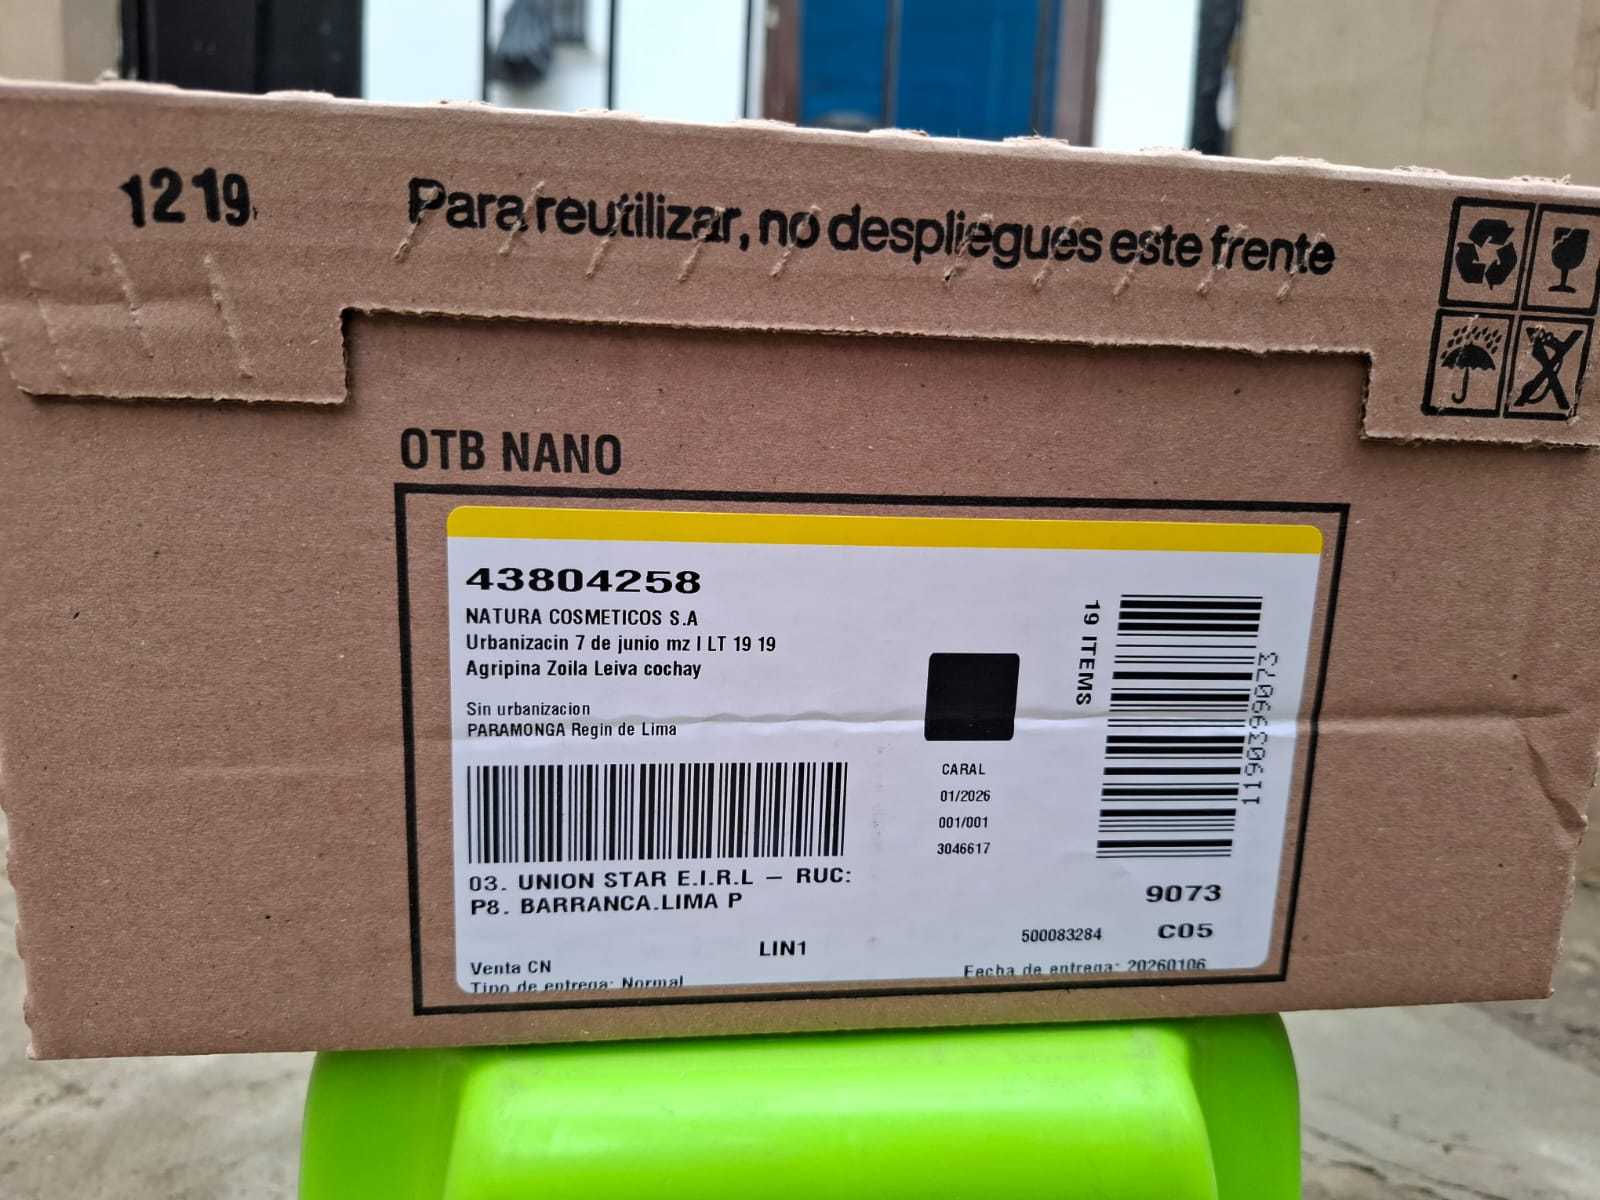 1219
Para reutilizar, no despliegues este frente
OTB NANO
43804258
NATURA COSMETICOS S.A
Urbanizacin 7 de junio mz I LT 19 19
Agripina Zoila Leiva cochay
Sin urbanizacion
PARAMONGA Regin de Lima
19 ITEMS
1190399073
CARAL
01/2026
001/001
3046617
03. UNION STAR E.I.R.L – RUC:
P8. BARRANCA.LIMA P
9073
500083284 C05
LIN1
Venta CN
Fecha de entrega: 20260106
Tipo de entrega: Normal